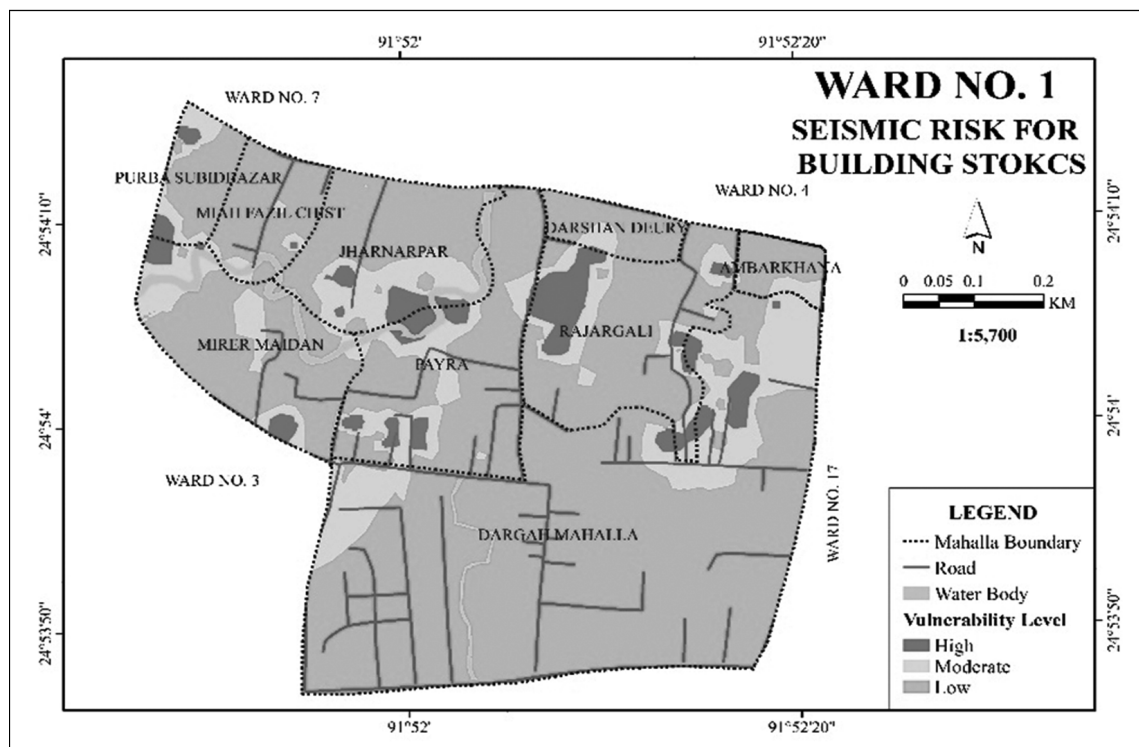 91°52'
91°52'20"
WARD NO. 1
SEISMIC RISK FOR
BUILDING STOKCS
WARD NO. 7
WARD NO. 4
PURBA SUBIDBAZAR
MIAH FAZIL CHIST
24°54'10"
24°54'10"
DARSHAN DEURY
JHARNARPAR
AMBARKHANA
N
0 0.05 0.1 0.2
KM
1:5,700
RAJARGALI
MIRER MAIDAN
PAYRA
24°54'
24°54'
WARD NO. 3
WARD NO. 17
DARGAH MAHALLA
LEGEND
Mahalla Boundary
Road
Water Body
Vulnerability Level
High
Moderate
Low
24°53'50"
24°53'50"
91°52'
91°52'20"